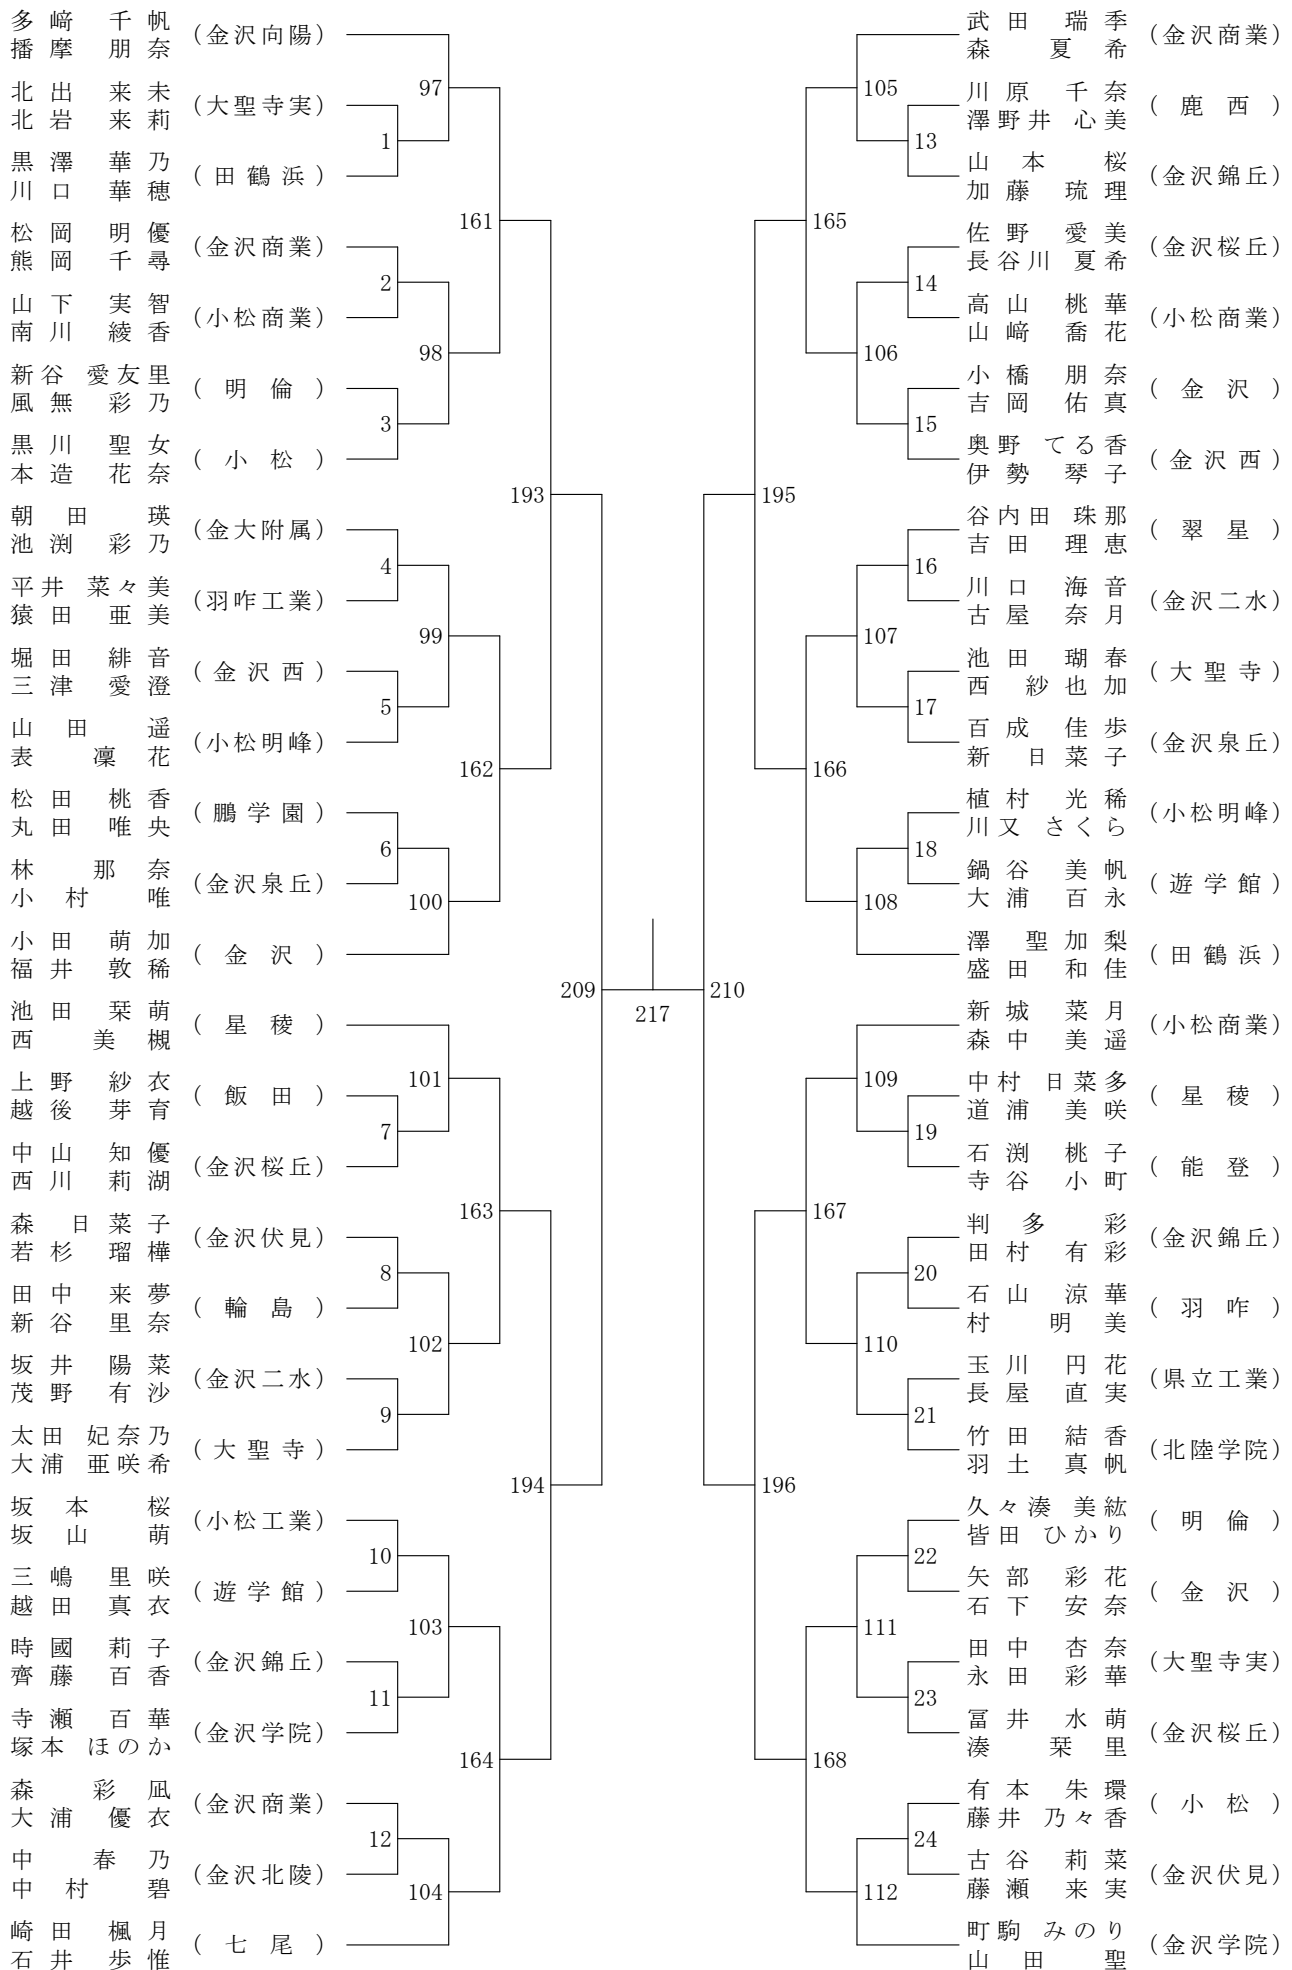 多﨑 千帆
播摩 朋奈 (金沢向陽)
北出 来未
北岩 来莉 (大聖寺実)
黒澤 華乃
川口 華穂 (田鶴浜)
松岡 明優
熊岡 千尋 (金沢商業)
山下 実智
南川 綾香 (小松商業)
新谷 愛友里
風無 彩乃 (明倫)
黒川 聖女
本造 花奈 (小松)
朝田 瑛
池渕 彩乃 (金大附属)
平井 菜々美
猿田 亜美 (羽咋工業)
堀田 緋音
三津 愛澄 (金沢西)
山田 遥
表 凜花 (小松明峰)
松田 桃香
丸田 唯央 (鵬学園)
林 那奈
小村 唯 (金沢泉丘)
小田 萌加
福井 敦稀 (金沢)
池田 栞萌
西 美槻 (星稜)
上野 紗衣
越後 芽育 (飯田)
中山 知優
西川 莉湖 (金沢桜丘)
森 日菜子
若杉 瑠樺 (金沢伏見)
田中 来夢
新谷 里奈 (輪島)
坂井 陽菜
茂野 有沙 (金沢二水)
太田 妃奈乃
大浦 亜咲希 (大聖寺)
坂本 桜
坂山 萌 (小松工業)
三嶋 里咲
越田 真衣 (遊学館)
時國 莉子
齊藤 百香 (金沢錦丘)
寺瀬 百華
塚本 ほのか (金沢学院)
森 彩凪
大浦 優衣 (金沢商業)
中 春乃
中村 碧 (金沢北陵)
崎田 楓月
石井 歩惟 (七尾)
1
2
3
4
5
6
7
8
9
10
11
12
97
98
99
100
101
102
103
104
161
162
163
164
193
194
209
217
210
195
196
165
166
167
168
105
106
107
108
109
110
111
112
13
14
15
16
17
18
19
20
21
22
23
24
武田 瑞季
森 夏希 (金沢商業)
川原 千奈
澤野井 心美 (鹿西)
山本 桜
加藤 琉理 (金沢錦丘)
佐野 愛美
長谷川 夏希 (金沢桜丘)
高山 桃華
山﨑 喬花 (小松商業)
小橋 朋奈
吉岡 佑真 (金沢)
奥野 てる香
伊勢 琴子 (金沢西)
谷内田 珠那
吉田 理恵 (翠星)
川口 海音
古屋 奈月 (金沢二水)
池田 瑚春
西 紗也加 (大聖寺)
百成 佳歩
新 日菜子 (金沢泉丘)
植村 光稀
川又 さくら (小松明峰)
鍋谷 美帆
大浦 百永 (遊学館)
澤 聖加梨
盛田 和佳 (田鶴浜)
新城 菜月
森中 美遥 (小松商業)
中村 日菜多
道浦 美咲 (星稜)
石渕 桃子
寺谷 小町 (能登)
判多 彩
田村 有彩 (金沢錦丘)
石山 涼華
村 明美 (羽咋)
玉川 円花
長屋 直実 (県立工業)
竹田 結香
羽土 真帆 (北陸学院)
久々湊 美紘
皆田 ひかり (明倫)
矢部 彩花
石下 安奈 (金沢)
田中 杏奈
永田 彩華 (大聖寺実)
冨井 水萌
湊 栞里 (金沢桜丘)
有本 朱環
藤井 乃々香 (小松)
古谷 莉菜
藤瀬 来実 (金沢伏見)
町駒 みのり
山田 聖 (金沢学院)